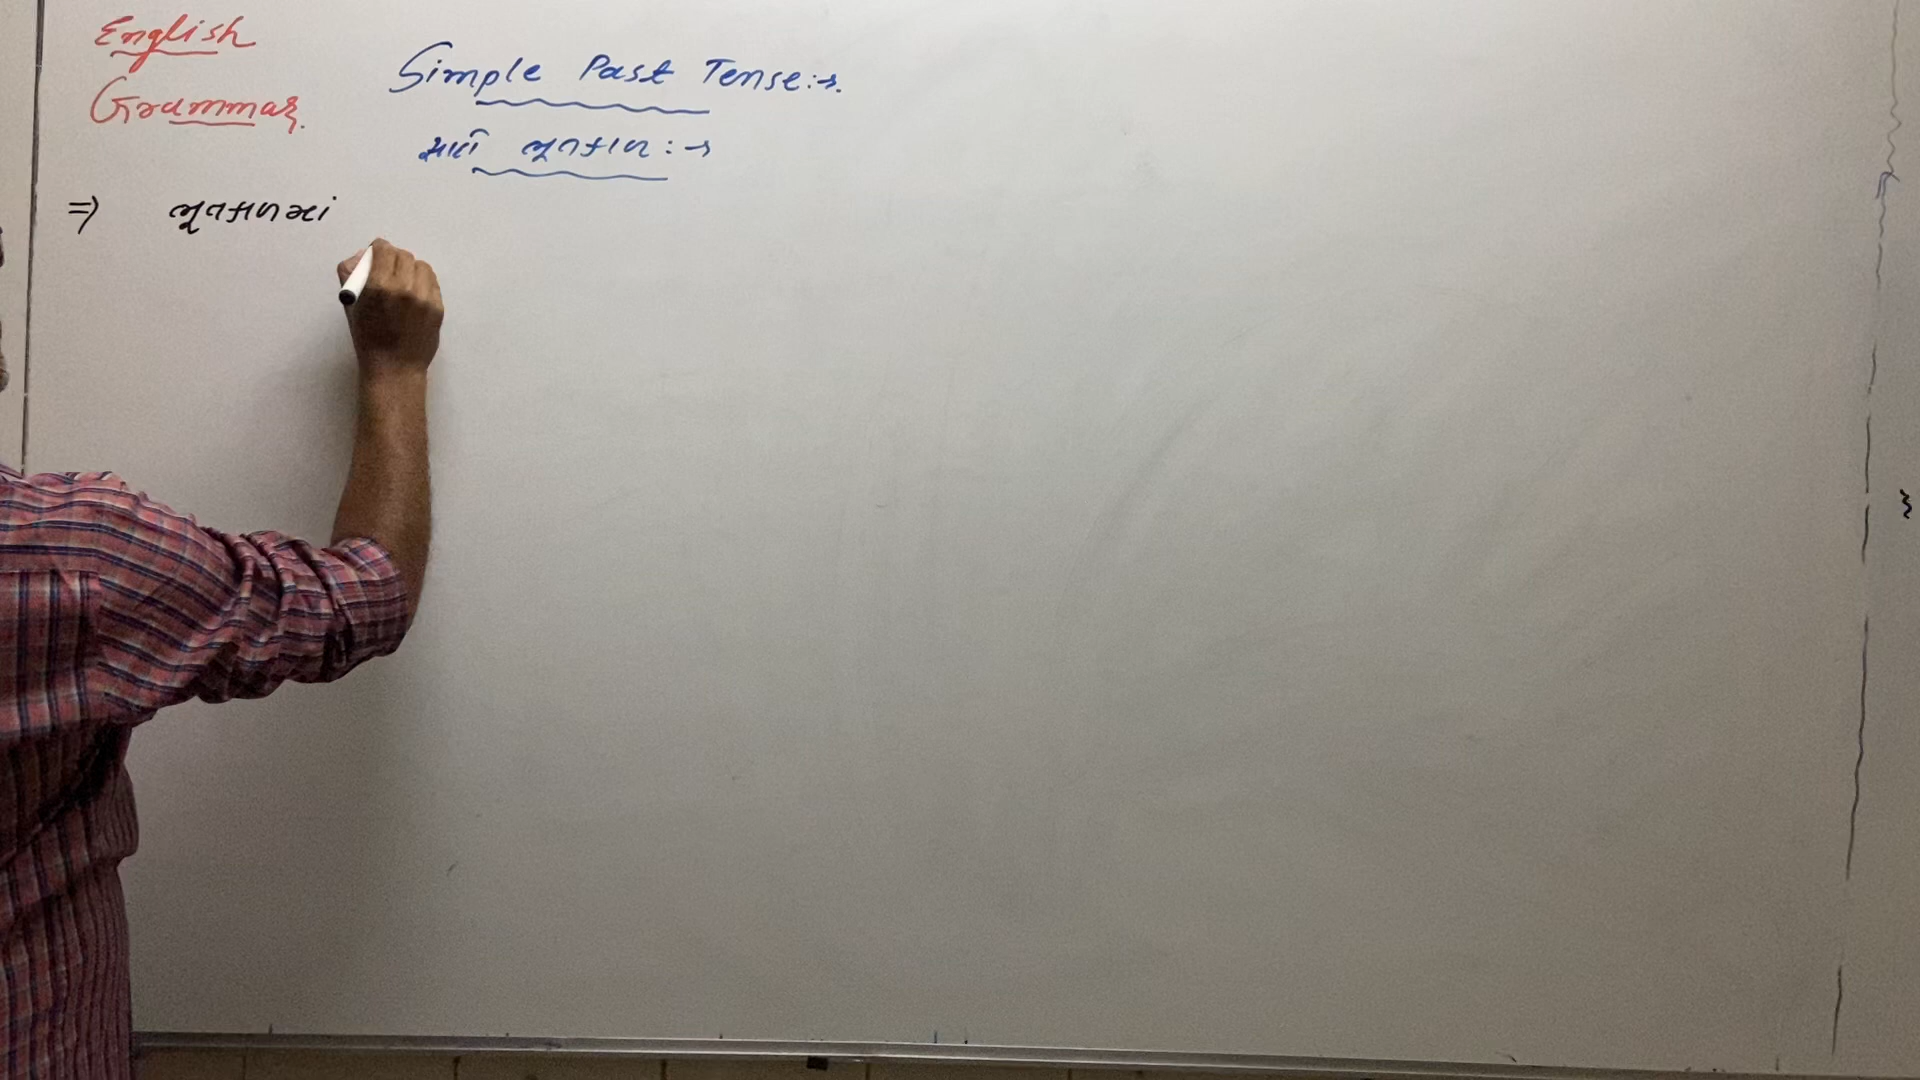 English
Grammar.
Simple Past Tense:→.
સાદો ભૂતકાળ:→
⇒ ભૂતકાળમાં